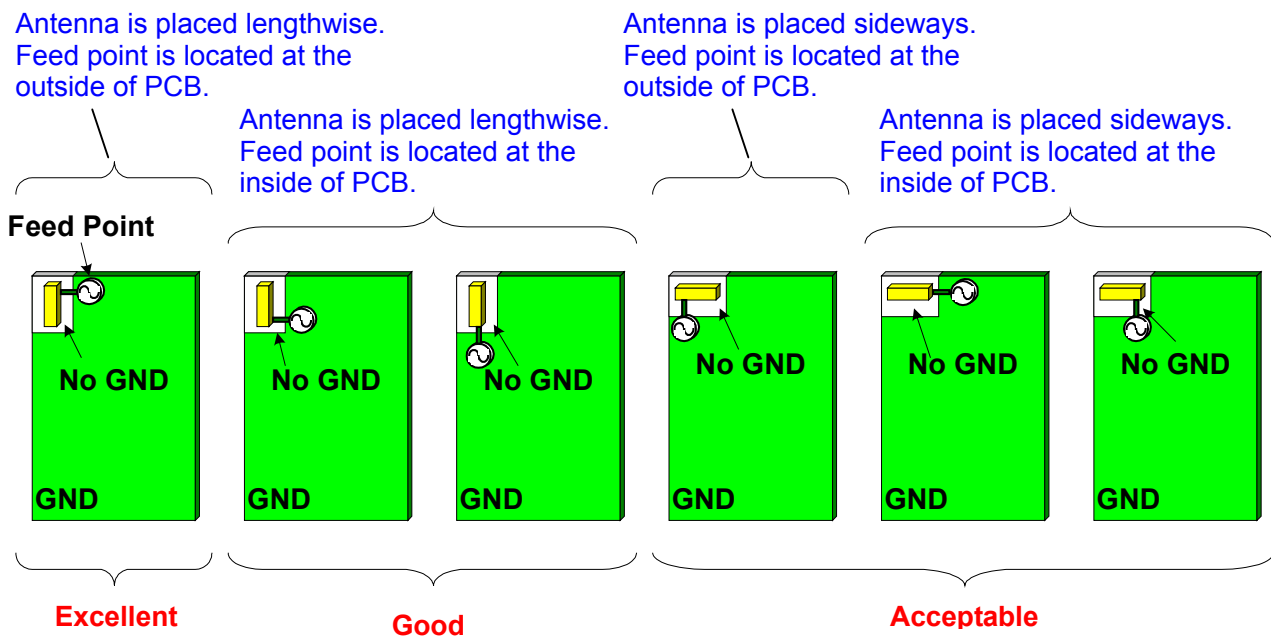 Antenna is placed lengthwise.
Feed point is located at the
outside of PCB.
Antenna is placed lengthwise.
Feed point is located at the
inside of PCB.
Antenna is placed sideways.
Feed point is located at the
outside of PCB.
Antenna is placed sideways.
Feed point is located at the
inside of PCB.
Feed Point
No GND
No GND
No GND
No GND
No GND
No GND
GND
GND
GND
GND
GND
GND
Excellent
Good
Acceptable